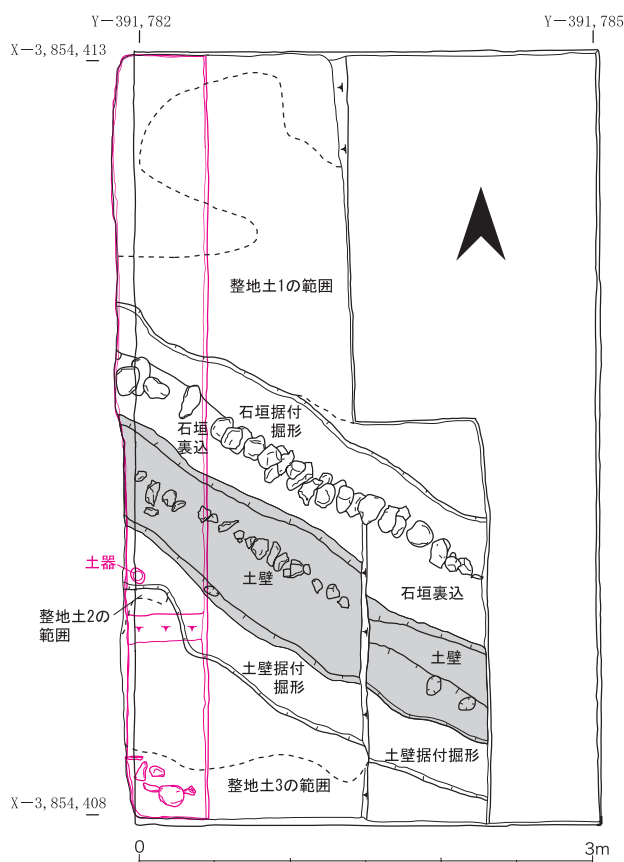 Y－391,782
Y－391,785
X－3,854,413
整地土1の範囲
石垣据付
掘形
石垣
裏込
土器
土壁
石垣裏込
整地土2の
範囲
土壁
土壁据付
掘形
土壁据付掘形
整地土3の範囲
X－3,854,408
0
3m